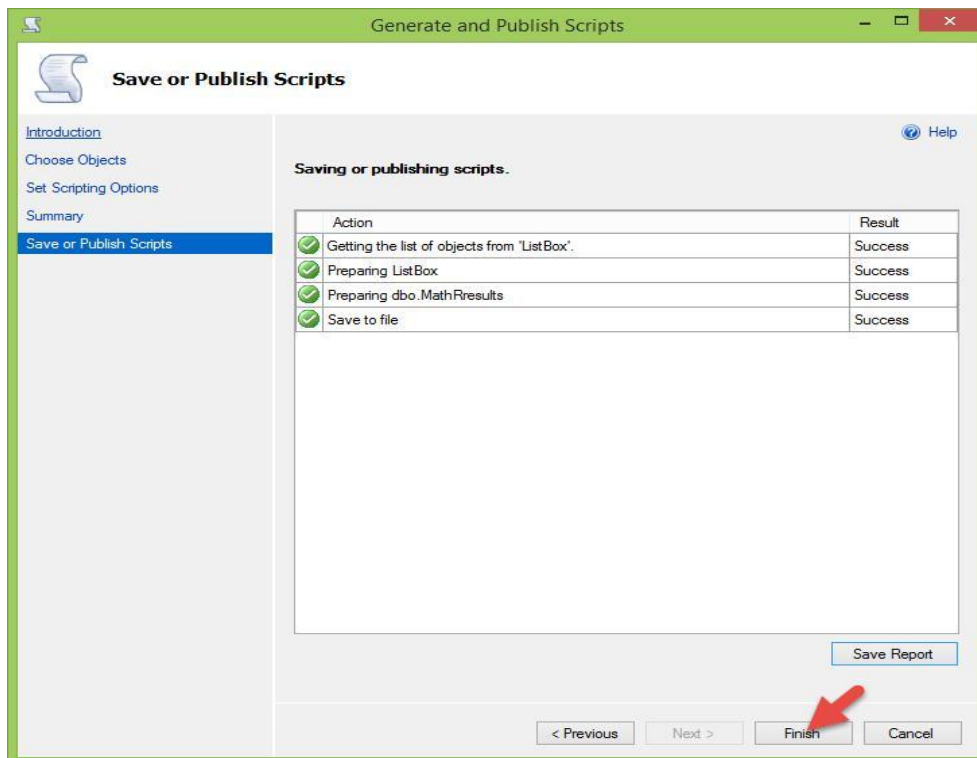 Generate and Publish Scripts
Save or Publish Scripts
Introduction
Help
Choose Objects
Saving or publishing scripts.
Set Scripting Options
Summary
Save or Publish Scripts
Action Result
Getting the list of objects from 'ListBox'. Success
Preparing ListBox Success
Preparing dbo.MathRresults Success
Save to file Success
Save Report
< Previous Next > Finish Cancel